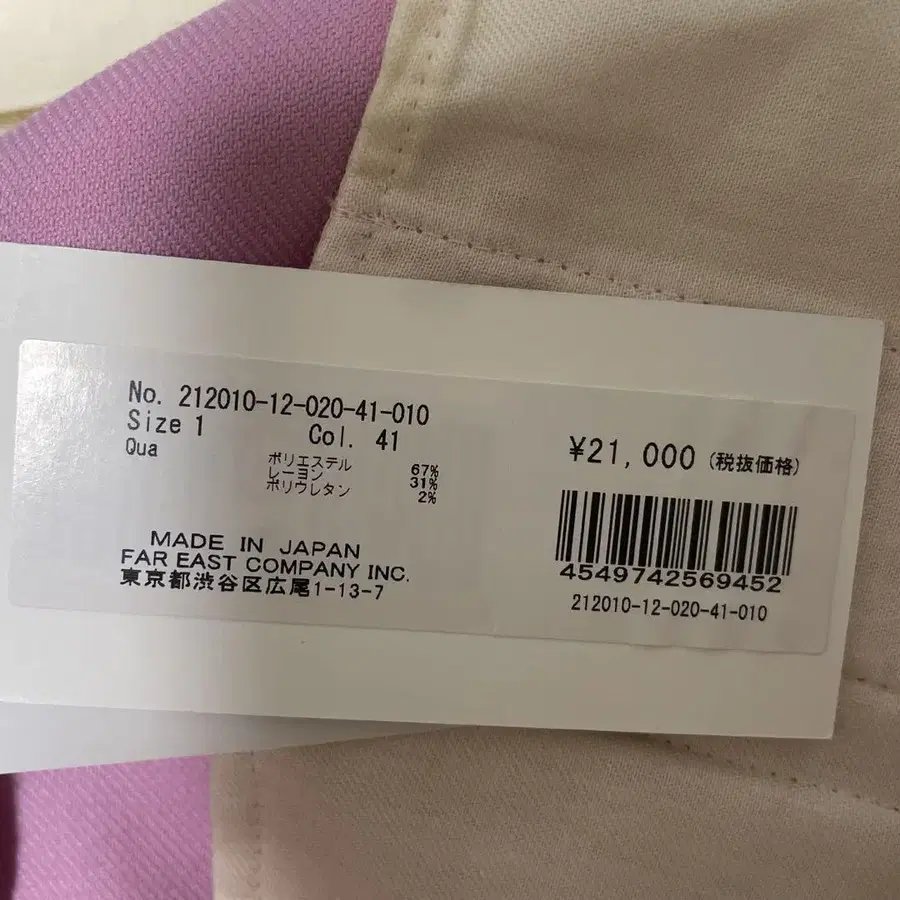 No. 212010-12-020-41-010
Size 1 Col. 41
Qua
ポリエステル 67%
レーヨン 31%
ポリウレタン 2%
MADE IN JAPAN
FAR EAST COMPANY INC.
東京都渋谷区広尾1-13-7
¥21,000 (税抜価格)
4549742569452
212010-12-020-41-010